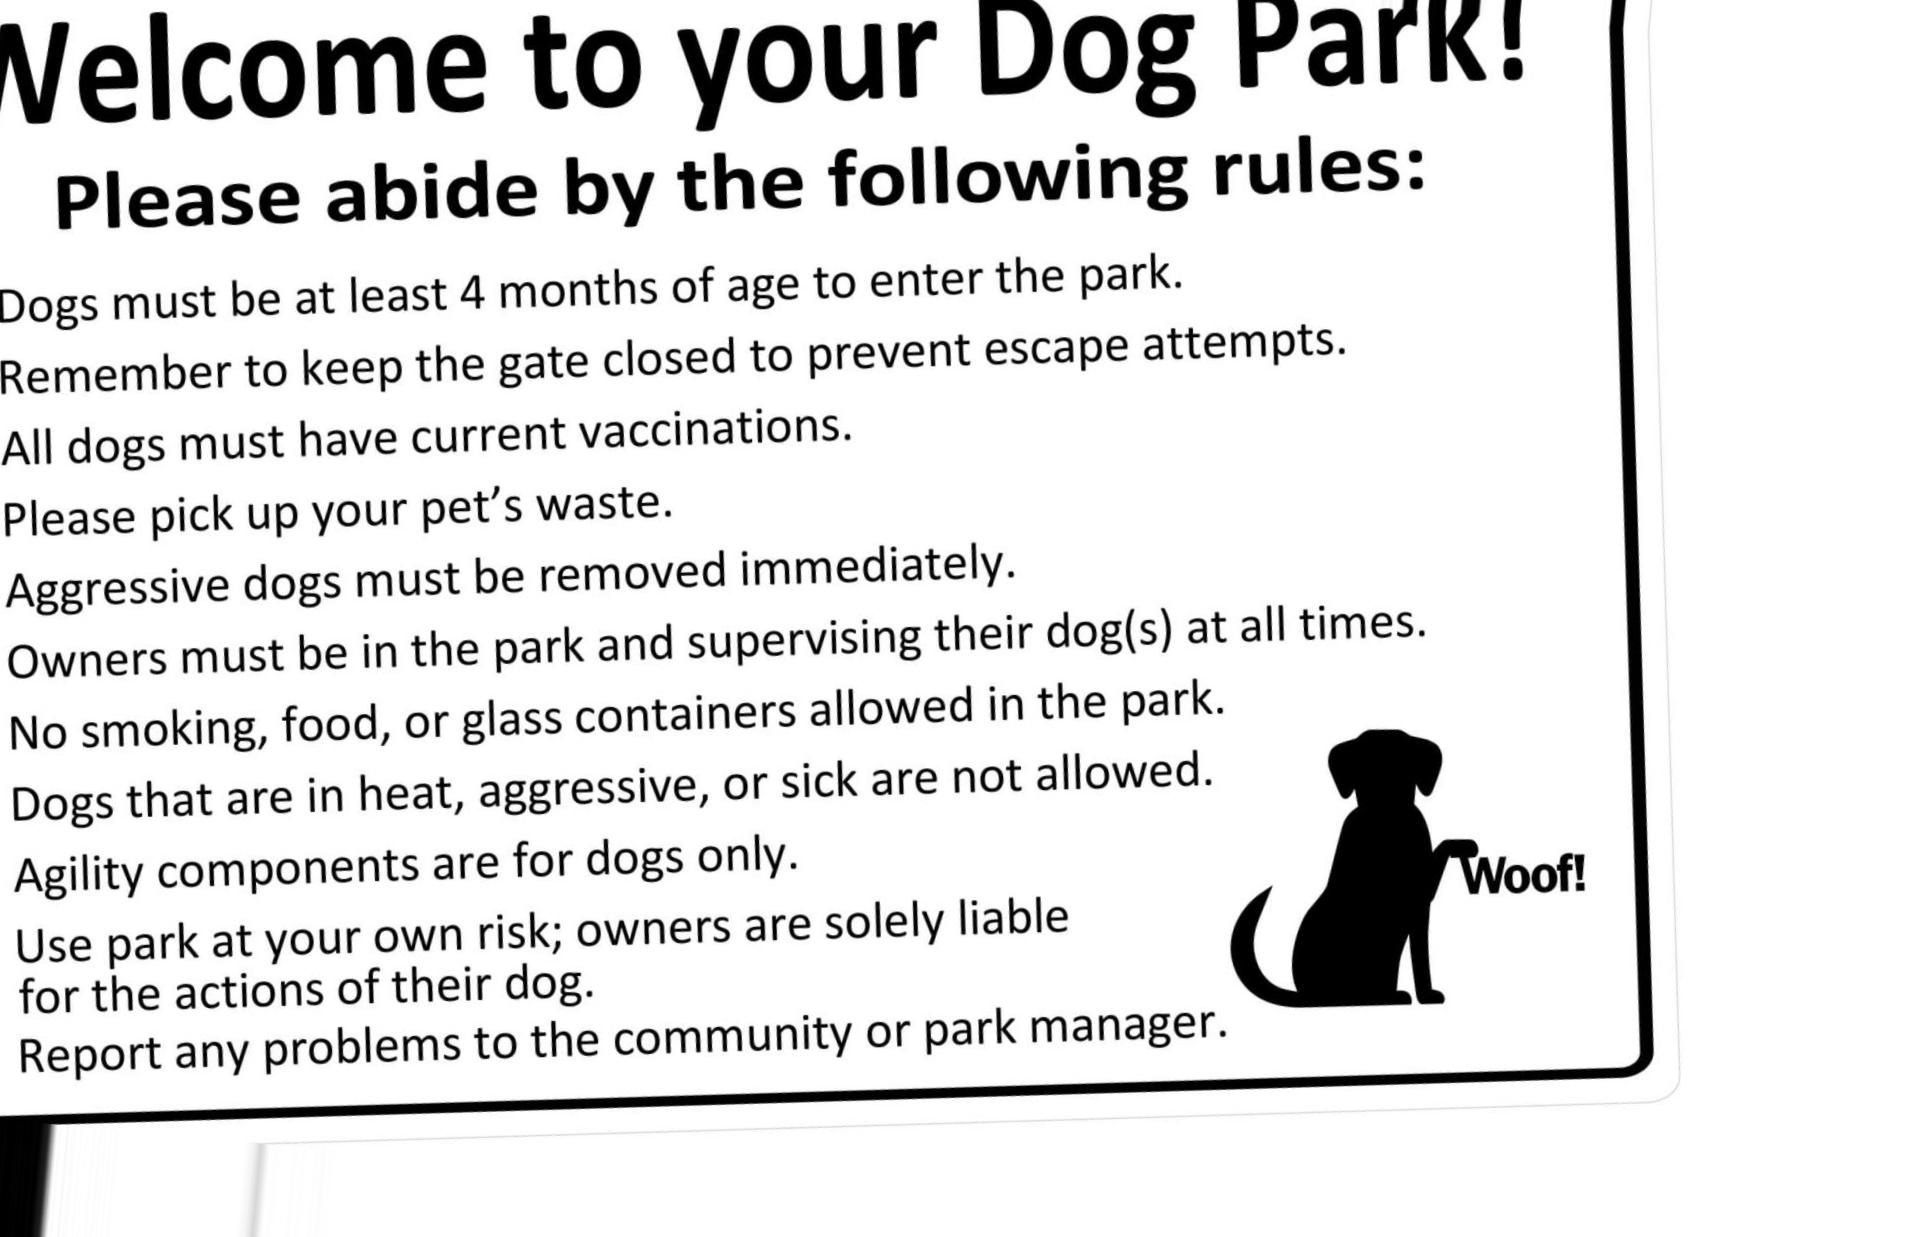 Welcome to your Dog Park!
Please abide by the following rules:
Dogs must be at least 4 months of age to enter the park.
Remember to keep the gate closed to prevent escape attempts.
All dogs must have current vaccinations.
Please pick up your pet’s waste.
Aggressive dogs must be removed immediately.
Owners must be in the park and supervising their dog(s) at all times.
No smoking, food, or glass containers allowed in the park.
Dogs that are in heat, aggressive, or sick are not allowed.
Agility components are for dogs only.
Woof!
Use park at your own risk; owners are solely liable
for the actions of their dog.
Report any problems to the community or park manager.